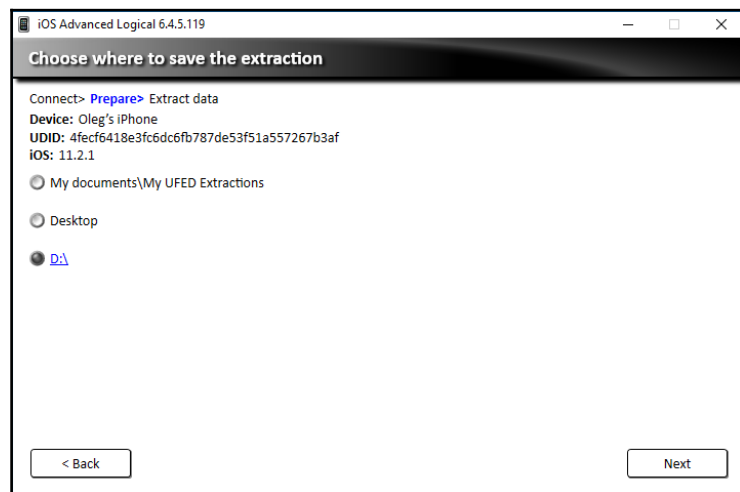 iOS Advanced Logical 6.4.5.119
Choose where to save the extraction
Connect> Prepare> Extract data
Device: Oleg's iPhone
UDID: 4fecf6418e3fc6dc6fb787de53f51a557267b3af
iOS: 11.2.1
My documents\My UFED Extractions
Desktop
D:\
< Back
Next